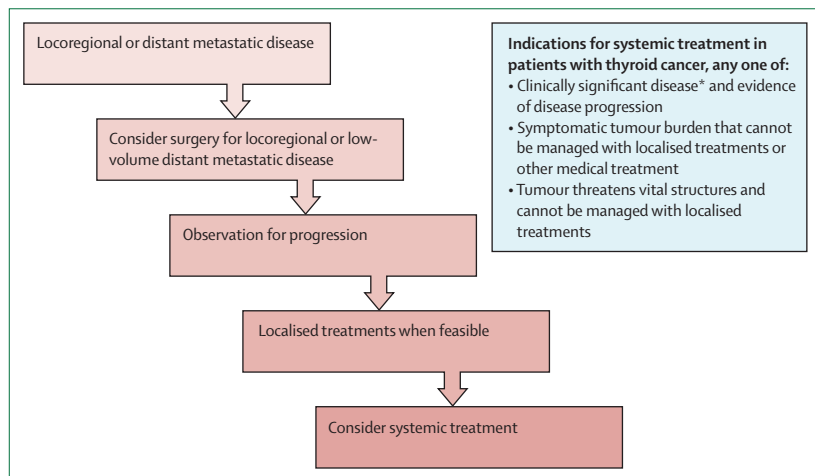 Locoregional or distant metastatic disease
Consider surgery for locoregional or low-
volume distant metastatic disease
Observation for progression
Localised treatments when feasible
Consider systemic treatment
Indications for systemic treatment in
patients with thyroid cancer, any one of:
• Clinically significant disease* and evidence
of disease progression
• Symptomatic tumour burden that cannot
be managed with localised treatments or
other medical treatment
• Tumour threatens vital structures and
cannot be managed with localised
treatments